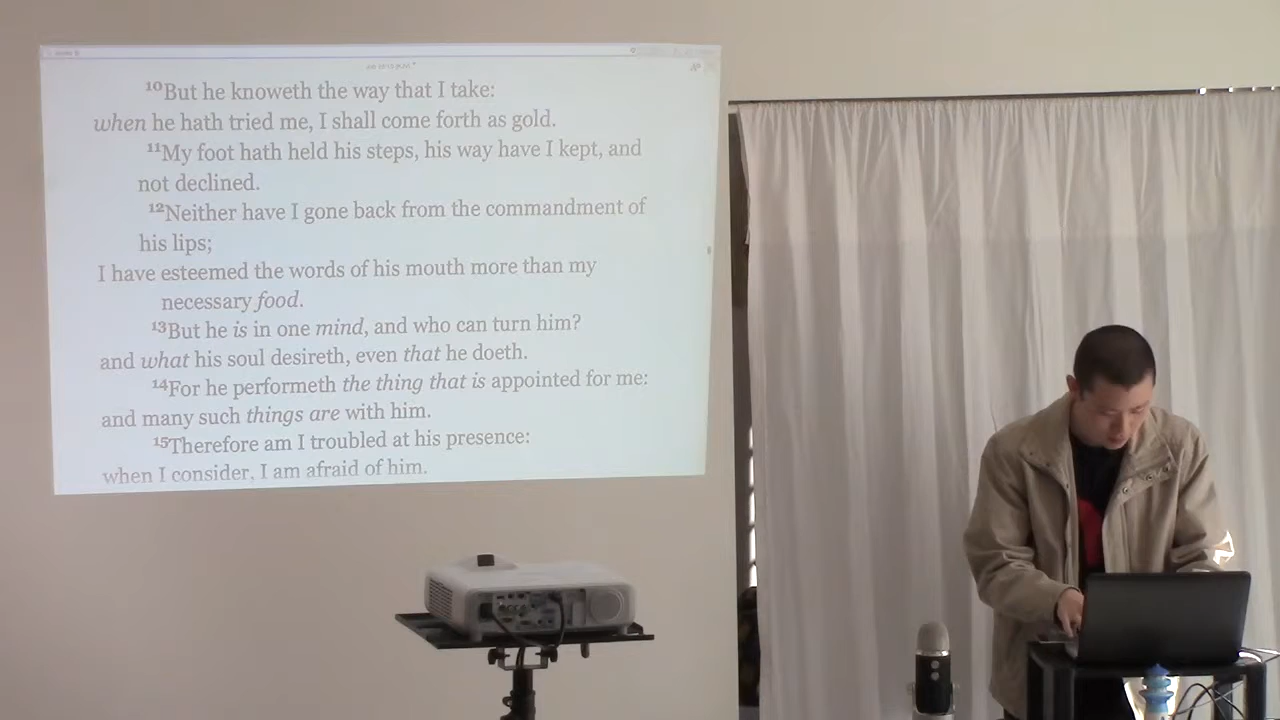 ¹⁰But he knoweth the way that I take:
when he hath tried me, I shall come forth as gold.
¹¹My foot hath held his steps, his way have I kept, and
not declined.
¹²Neither have I gone back from the commandment of
his lips;
I have esteemed the words of his mouth more than my
necessary food.
¹³But he is in one mind, and who can turn him?
and what his soul desireth, even that he doeth.
¹⁴For he performeth the thing that is appointed for me:
and many such things are with him.
¹⁵Therefore am I troubled at his presence:
when I consider, I am afraid of him.